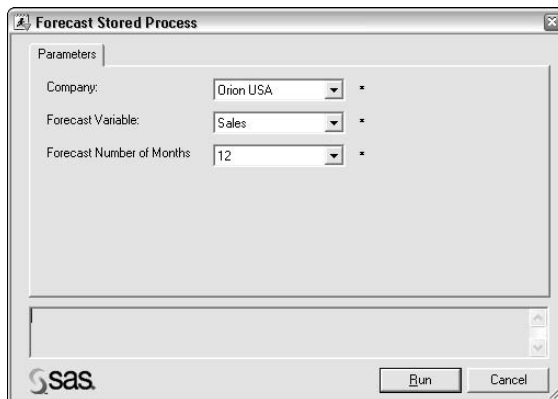 Forecast Stored Process
Parameters
Company: Orion USA *
Forecast Variable: Sales *
Forecast Number of Months 12 *
sas.
Run Cancel